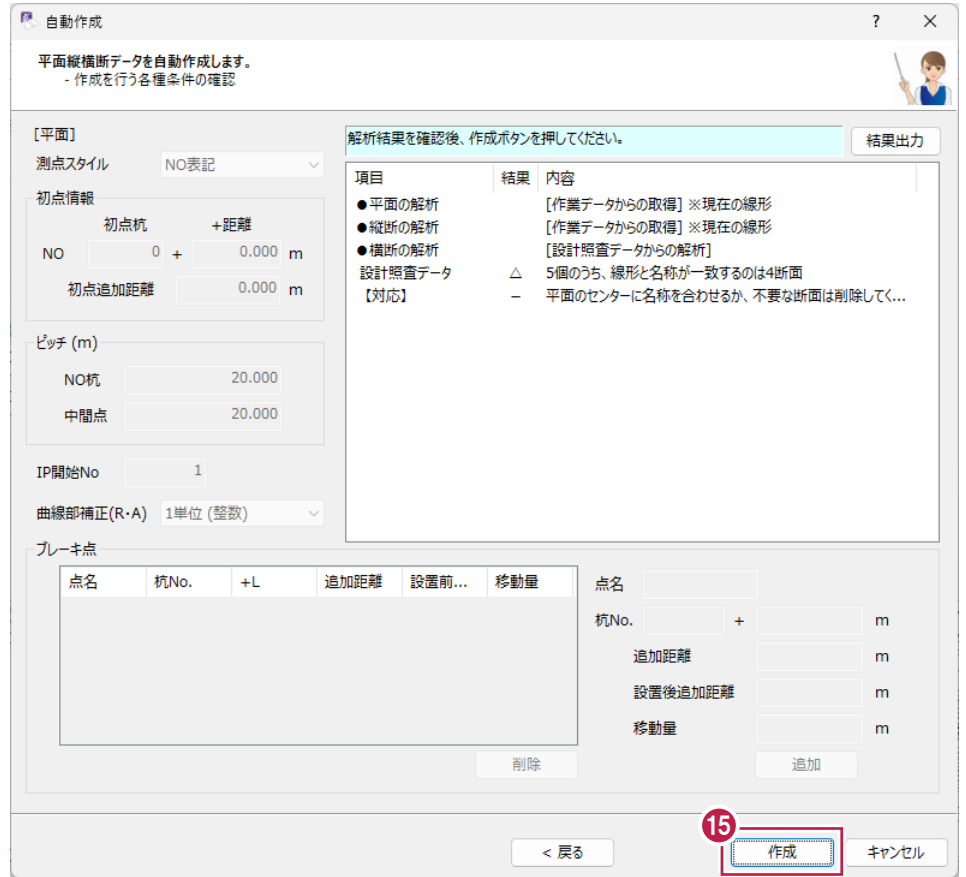 自動作成
? ×
平面縦横断データを自動作成します。
- 作成を行う各種条件の確認
[平面]
測点スタイル NO表記
初点情報
初点杭 +距離
NO 0 + 0.000 m
初点追加距離 0.000 m
ピッチ (m)
NO杭 20.000
中間点 20.000
IP開始No 1
曲線部補正(R・A) 1単位 (整数)
解析結果を確認後、作成ボタンを押してください。
結果出力
項目 結果 内容
●平面の解析 [作業データからの取得] ※現在の線形
●縦断の解析 [作業データからの取得] ※現在の線形
●横断の解析 [設計照査データからの解析]
設計照査データ △ 5個のうち、線形と名称が一致するのは4断面
【対応】 − 平面のセンターに名称を合わせるか、不要な断面は削除してく...
ブレーキ点
点名 杭No. +L 追加距離 設置前... 移動量
削除
点名
杭No. + m
追加距離 m
設置後追加距離 m
移動量 m
追加
15
< 戻る 作成 キャンセル